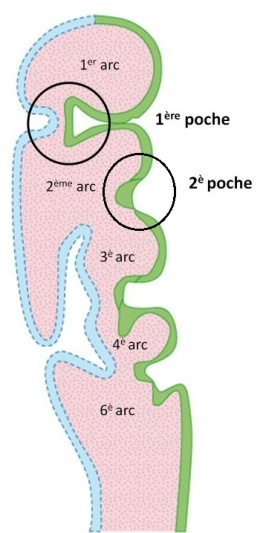 1er arc
1ère poche
2ème arc
2è poche
3è arc
4è arc
6è arc